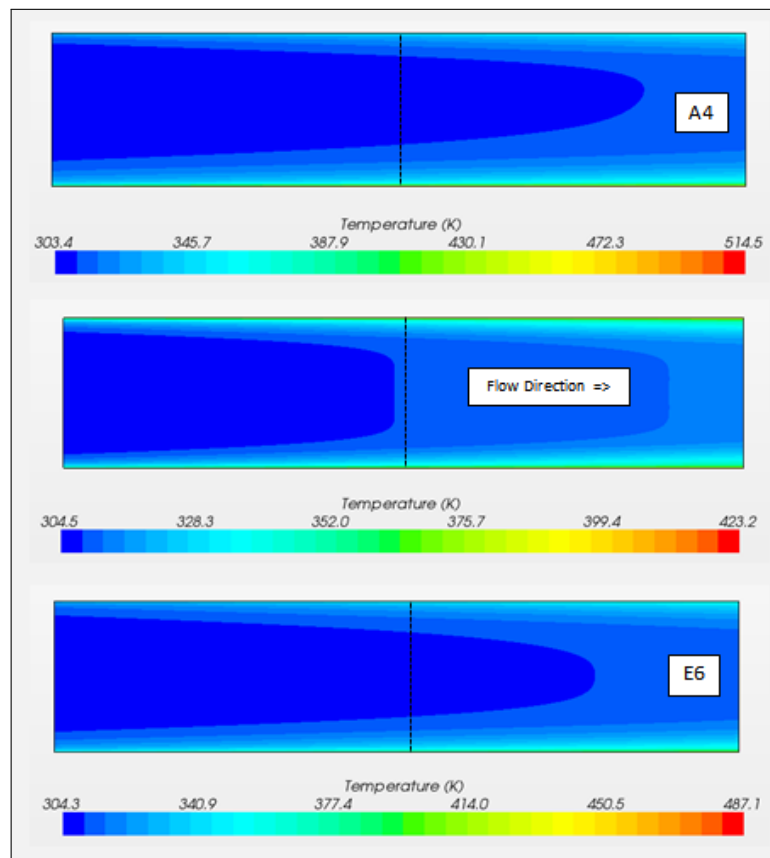 A4
Temperature (K)
303.4 345.7 387.9 430.1 472.3 514.5
Flow Direction =>
Temperature (K)
304.5 328.3 352.0 375.7 399.4 423.2
E6
Temperature (K)
304.3 340.9 377.4 414.0 450.5 487.1